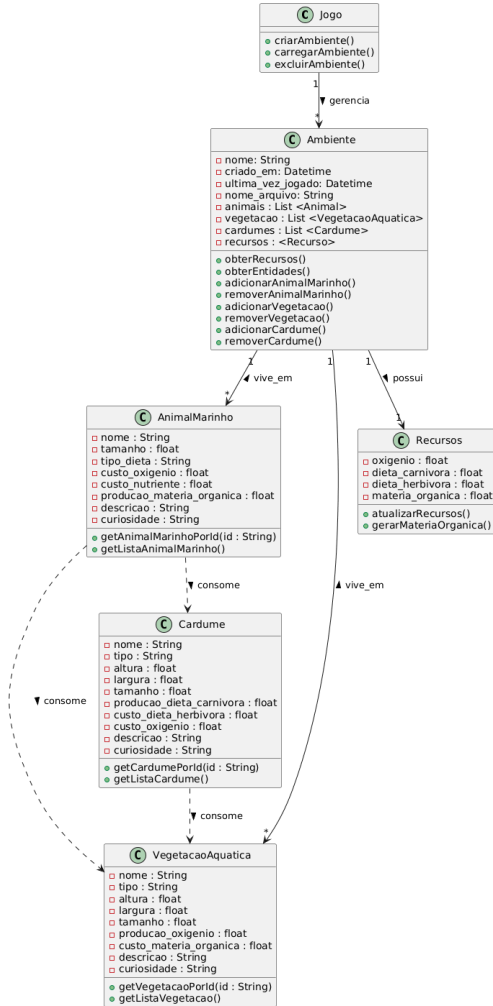 C Jogo
criarAmbiente()
carregarAmbiente()
excluirAmbiente()
1
gerencia
*
C Ambiente
nome: String
criado_em: Datetime
ultima_vez_jogado: Datetime
nome_arquivo: String
animais : List <Animal>
vegetacao : List <VegetacaoAquatica>
cardumes : List <Cardume>
recursos : <Recurso>
obterRecursos()
obterEntidades()
adicionarAnimalMarinho()
removerAnimalMarinho()
adicionarVegetacao()
removerVegetacao()
adicionarCardume()
removerCardume()
1 1 1
vive_em possui
* 1
C AnimalMarinho
nome : String
tamanho : float
tipo_dieta : String
custo_oxigenio : float
custo_nutriente : float
producao_materia_organica : float
descricao : String
curiosidade : String
getAnimalMarinhoPorId(id : String)
getListaAnimalMarinho()
C Recursos
oxigenio : float
dieta_carnivora : float
dieta_herbivora : float
materia_organica : float
atualizarRecursos()
gerarMateriaOrganica()
consome vive_em
C Cardume
nome : String
tipo : String
altura : float
largura : float
tamanho : float
producao_dieta_carnivora : float
custo_dieta_herbivora : float
custo_oxigenio : float
descricao : String
curiosidade : String
getCardumePorId(id : String)
getListaCardume()
consome
consome
*
C VegetacaoAquatica
nome : String
tipo : String
altura : float
largura : float
tamanho : float
producao_oxigenio : float
custo_materia_organica : float
descricao : String
curiosidade : String
getVegetacaoPorId(id : String)
getListaVegetacao()